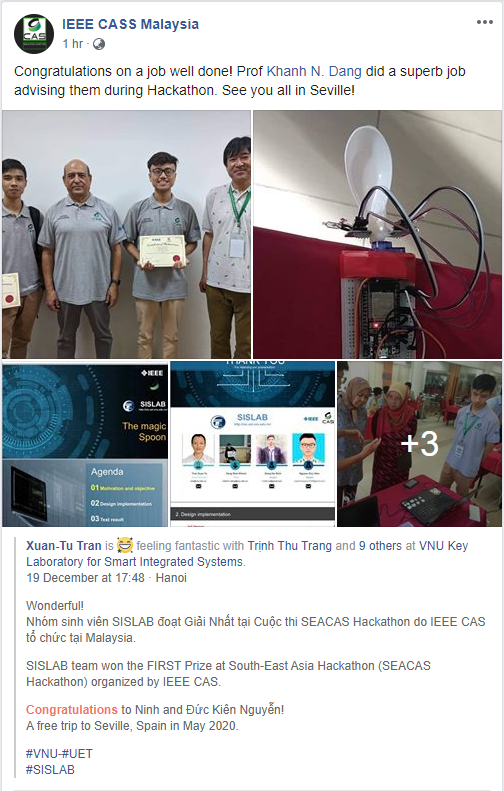 IEEE CASS Malaysia
1 hr ·
Congratulations on a job well done! Prof Khanh N. Dang did a superb job
advising them during Hackathon. See you all in Seville!
CAS
IEEE
SISLAB
The magic
Spoon
Agenda
01 Motivation and objective
02 Design implementation
03 Test result
THANK YOU
SISLAB
IEEE
CAS
2. Design implementation
+3
Xuan-Tu Tran is feeling fantastic with Trịnh Thu Trang and 9 others at VNU Key
Laboratory for Smart Integrated Systems.
19 December at 17:48 · Hanoi
Wonderful!
Nhóm sinh viên SISLAB đoạt Giải Nhất tại Cuộc thi SEACAS Hackathon do IEEE CAS
tổ chức tại Malaysia.
SISLAB team won the FIRST Prize at South-East Asia Hackathon (SEACAS
Hackathon) organized by IEEE CAS.
Congratulations to Ninh and Đức Kiên Nguyễn!
A free trip to Seville, Spain in May 2020.
#VNU-#UET
#SISLAB